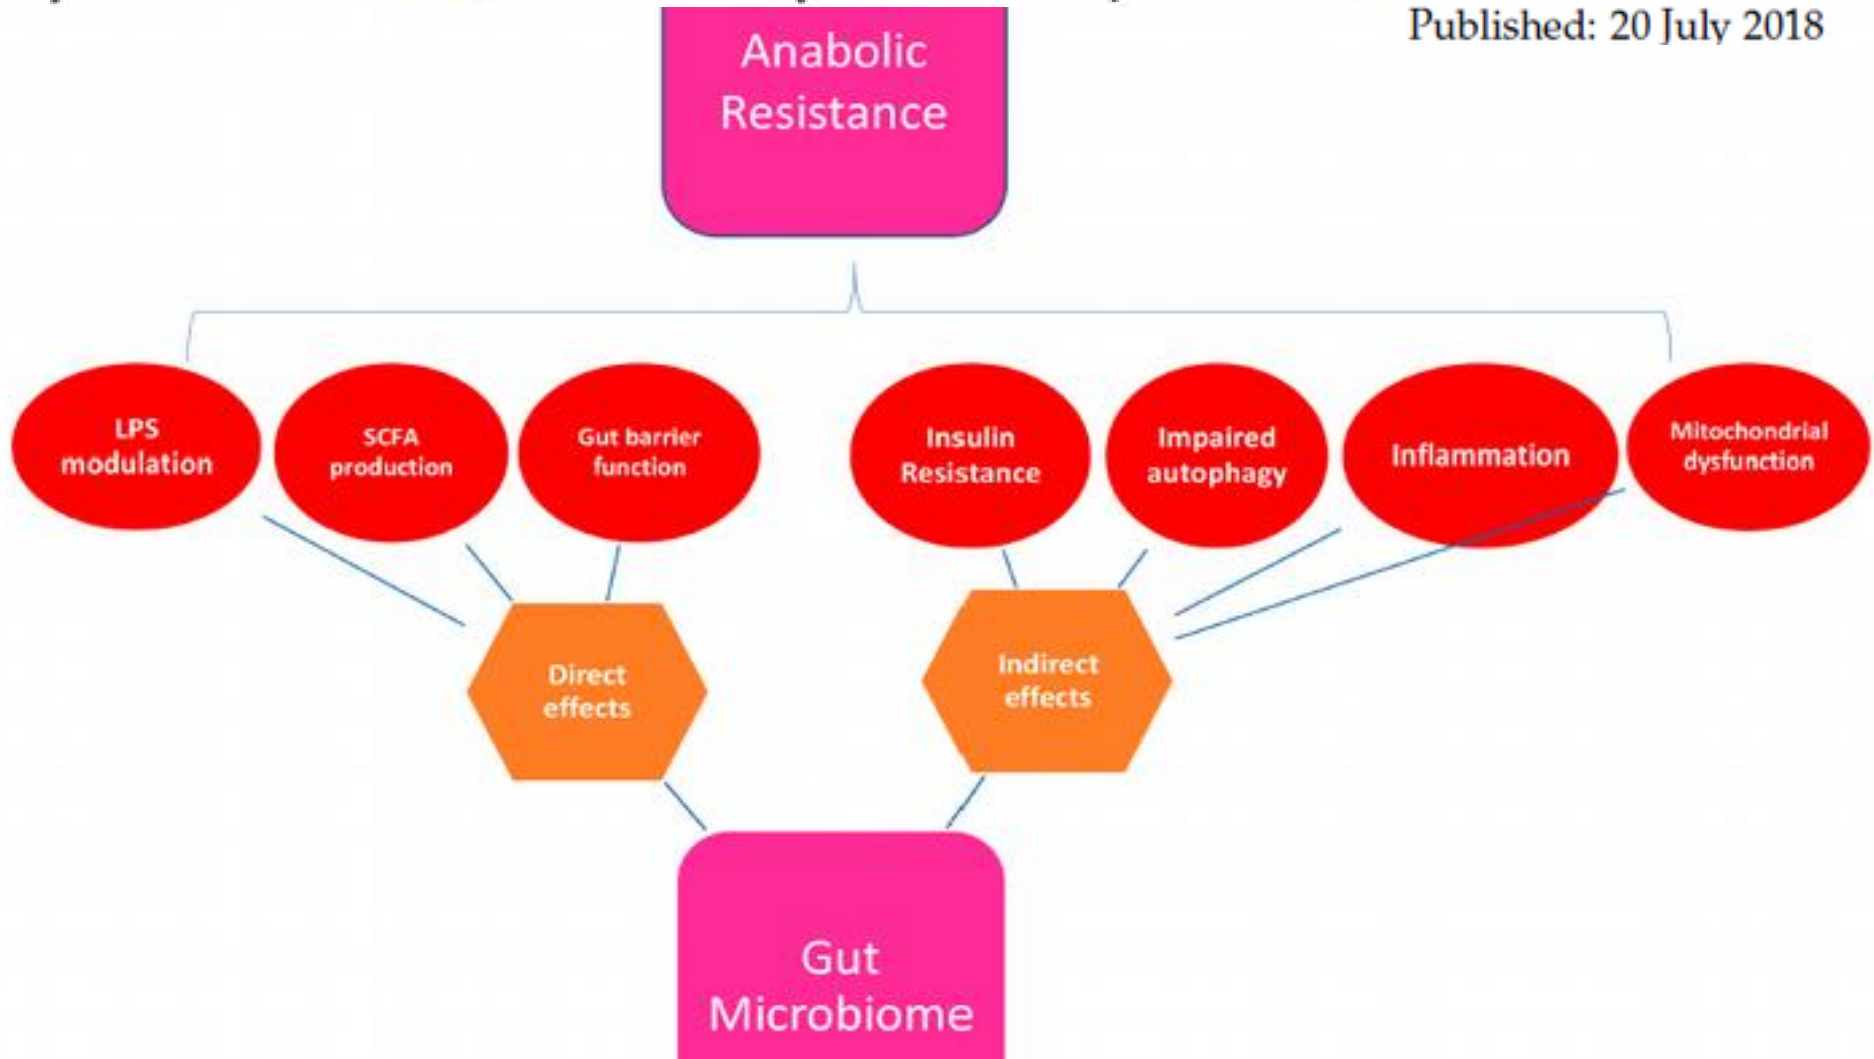 Published: 20 July 2018
Anabolic
Resistance
LPS
modulation
SCFA
production
Gut barrier
function
Insulin
Resistance
Impaired
autophagy
Inflammation
Mitochondrial
dysfunction
Direct
effects
Indirect
effects
Gut
Microbiome